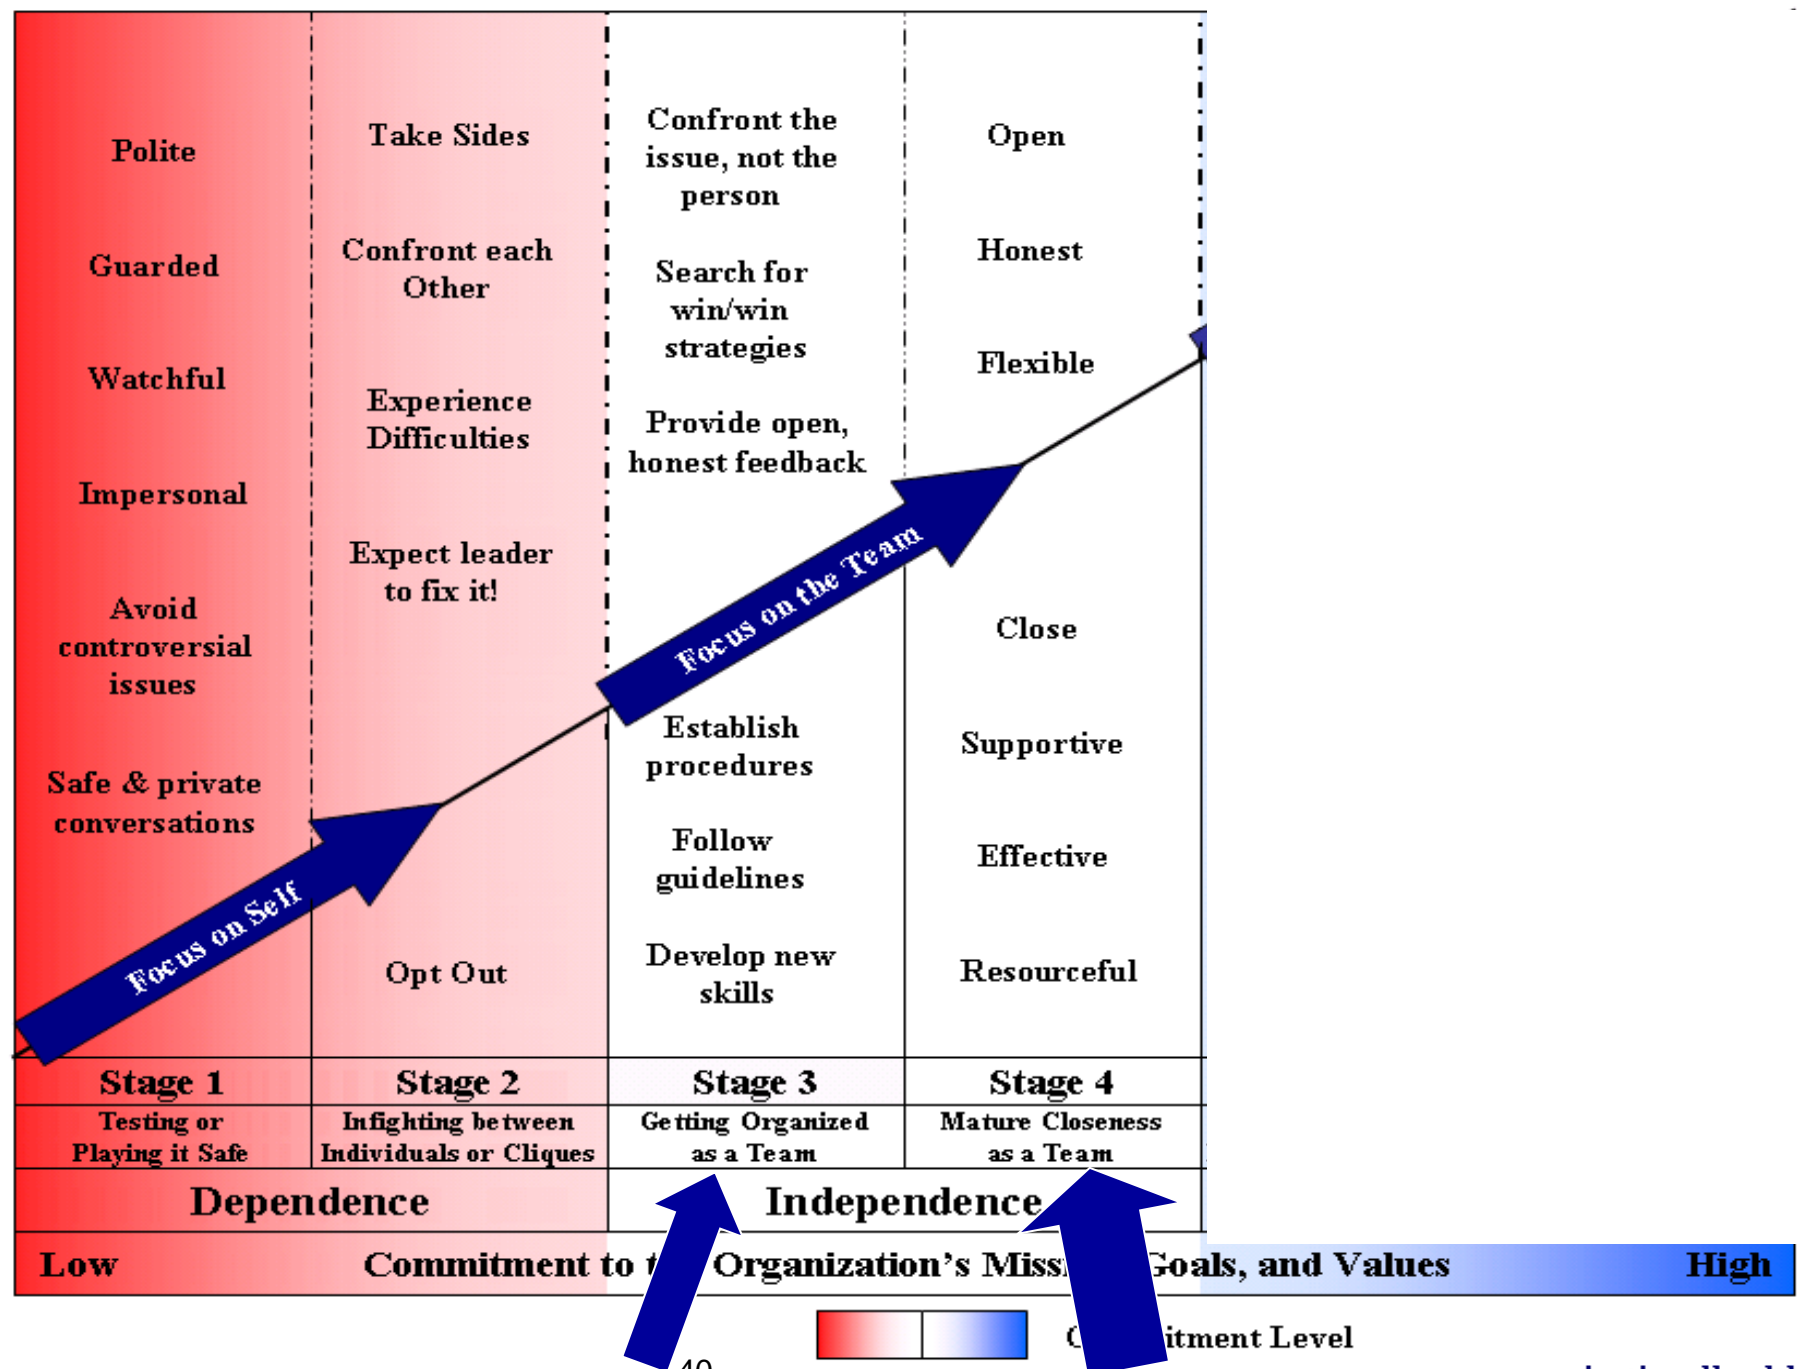 Polite
Guarded
Watchful
Impersonal
Avoid
controversial
issues
Safe & private
conversations
Take Sides
Confront each
Other
Experience
Difficulties
Expect leader
to fix it!
Opt Out
Confront the
issue, not the
person
Search for
win/win
strategies
Provide open,
honest feedback
Establish
procedures
Follow
guidelines
Develop new
skills
Open
Honest
Flexible
Close
Supportive
Effective
Resourceful
Focus on Self
Focus on the Team
Stage 1
Stage 2
Stage 3
Stage 4
Testing or
Playing it Safe
Infighting between
Individuals or Cliques
Getting Organized
as a Team
Mature Closeness
as a Team
Dependence
Independence
Low
Commitment to Organization's Goals, and Values
High
Level